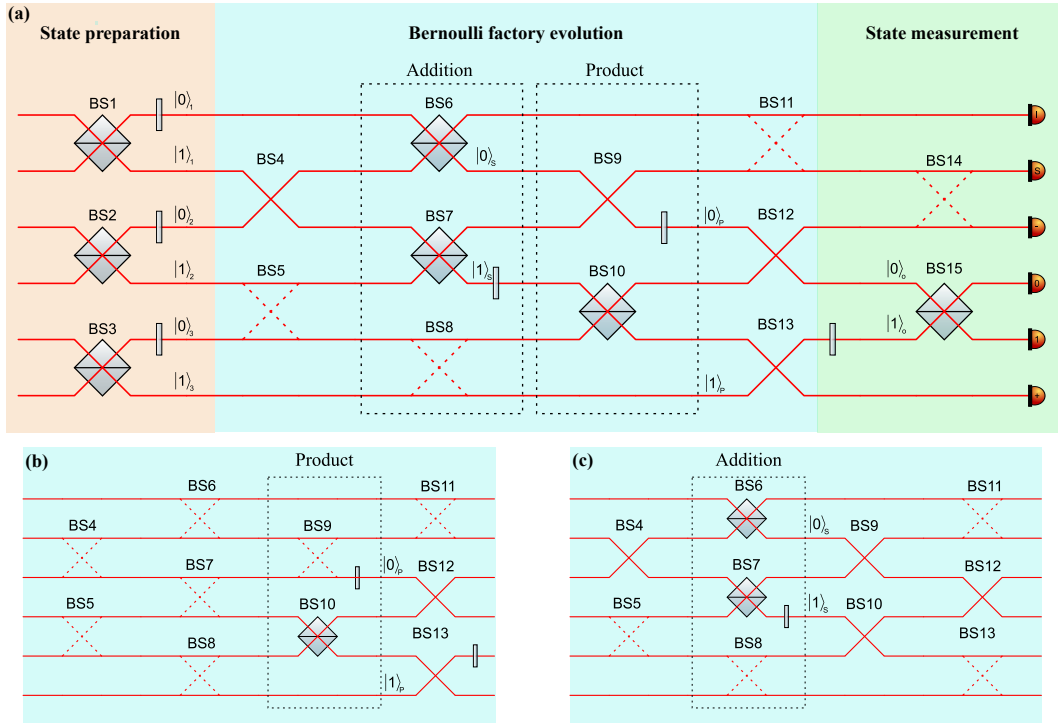 (a)
State preparation
Bernoulli factory evolution
State measurement
Addition
Product
BS1
|0⟩₁
BS6
BS11
I
|1⟩₁
BS4
|0⟩ₛ
BS9
BS14
S
BS2
|0⟩₂
BS7
|0⟩ₚ
BS12
-
|1⟩₂
BS5
|1⟩ₛ
BS10
|0⟩ₒ
BS15
0
BS3
|0⟩₃
BS8
BS13
|1⟩ₒ
1
|1⟩₃
|1⟩ₚ
+
(b)
Product
BS6
BS11
BS4
BS9
BS7
|0⟩ₚ
BS12
BS5
BS10
BS8
BS13
|1⟩ₚ
(c)
Addition
BS6
BS11
BS4
|0⟩ₛ
BS9
BS7
BS12
BS5
|1⟩ₛ
BS10
BS8
BS13